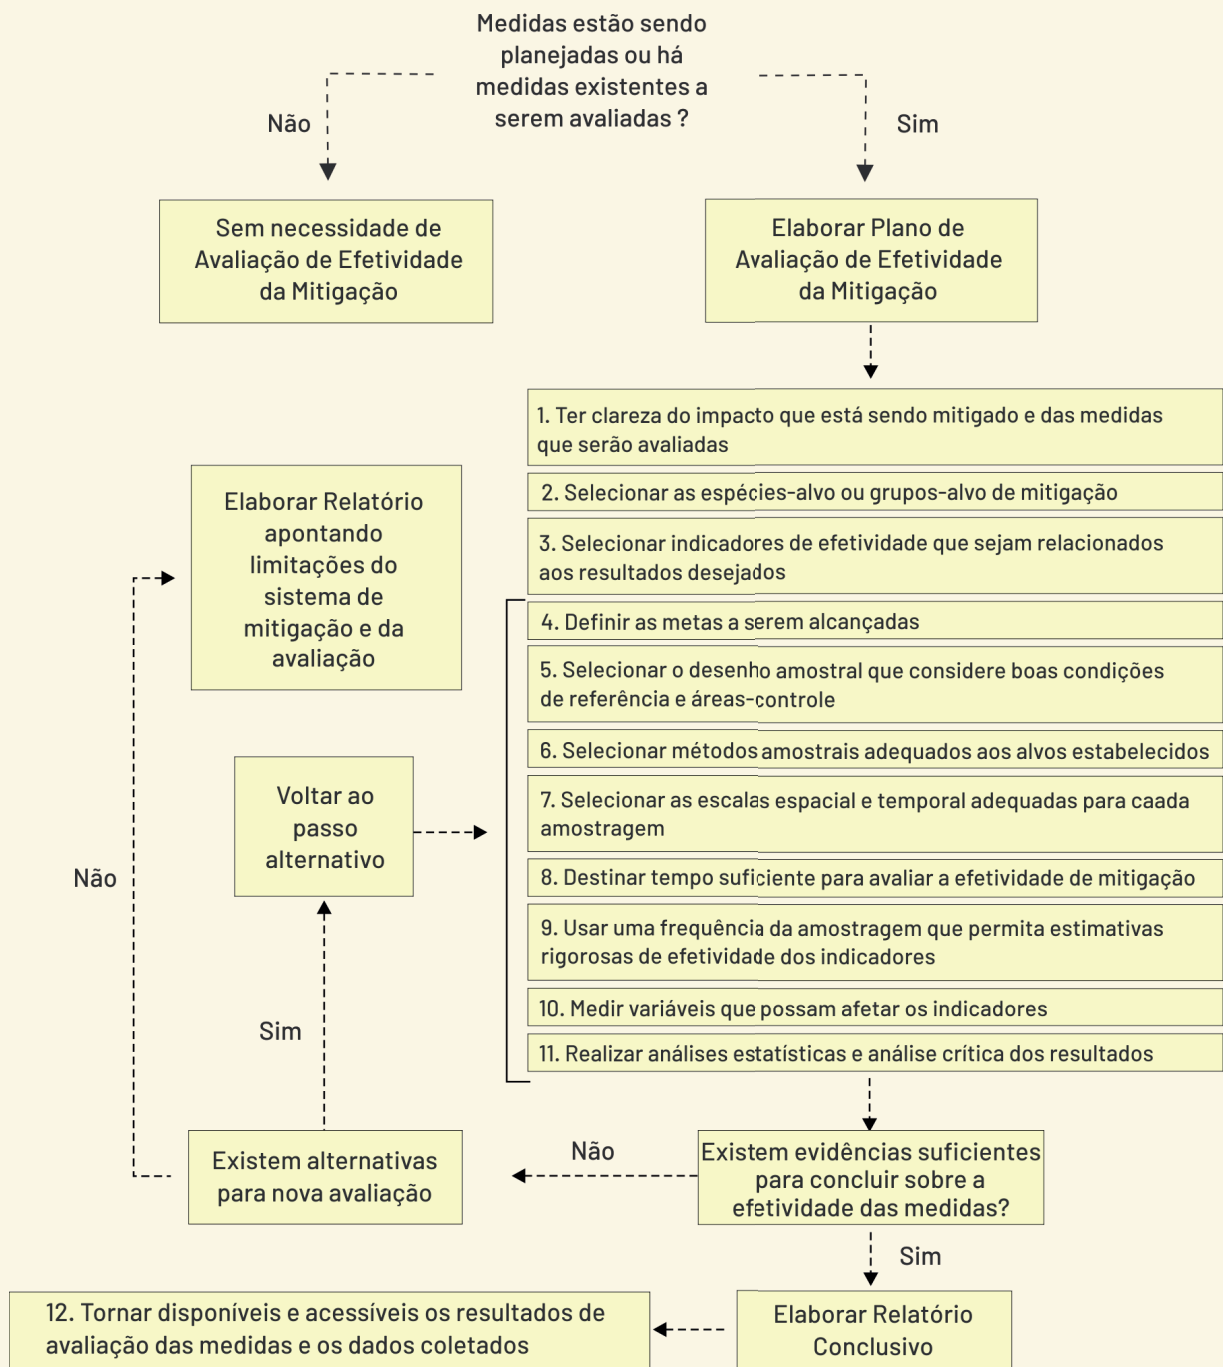 Medidas estão sendo
planejadas ou há
medidas existentes a
serem avaliadas ?
Não
Sim
Sem necessidade de
Avaliação de Efetividade
da Mitigação
Elaborar Plano de
Avaliação de Efetividade
da Mitigação
1. Ter clareza do impacto que está sendo mitigado e das medidas
que serão avaliadas
2. Selecionar as espécies-alvo ou grupos-alvo de mitigação
3. Selecionar indicadores de efetividade que sejam relacionados
aos resultados desejados
4. Definir as metas a serem alcançadas
5. Selecionar o desenho amostral que considere boas condições
de referência e áreas-controle
6. Selecionar métodos amostrais adequados aos alvos estabelecidos
7. Selecionar as escalas espacial e temporal adequadas para caada
amostragem
8. Destinar tempo suficiente para avaliar a efetividade de mitigação
9. Usar uma frequência da amostragem que permita estimativas
rigorosas de efetividade dos indicadores
10. Medir variáveis que possam afetar os indicadores
11. Realizar análises estatísticas e análise crítica dos resultados
Elaborar Relatório
apontando
limitações do
sistema de
mitigação e da
avaliação
Voltar ao
passo
alternativo
Não
Sim
Existem alternativas
para nova avaliação
Não
Existem evidências suficientes
para concluir sobre a
efetividade das medidas?
Sim
Elaborar Relatório
Conclusivo
12. Tornar disponíveis e acessíveis os resultados de
avaliação das medidas e os dados coletados